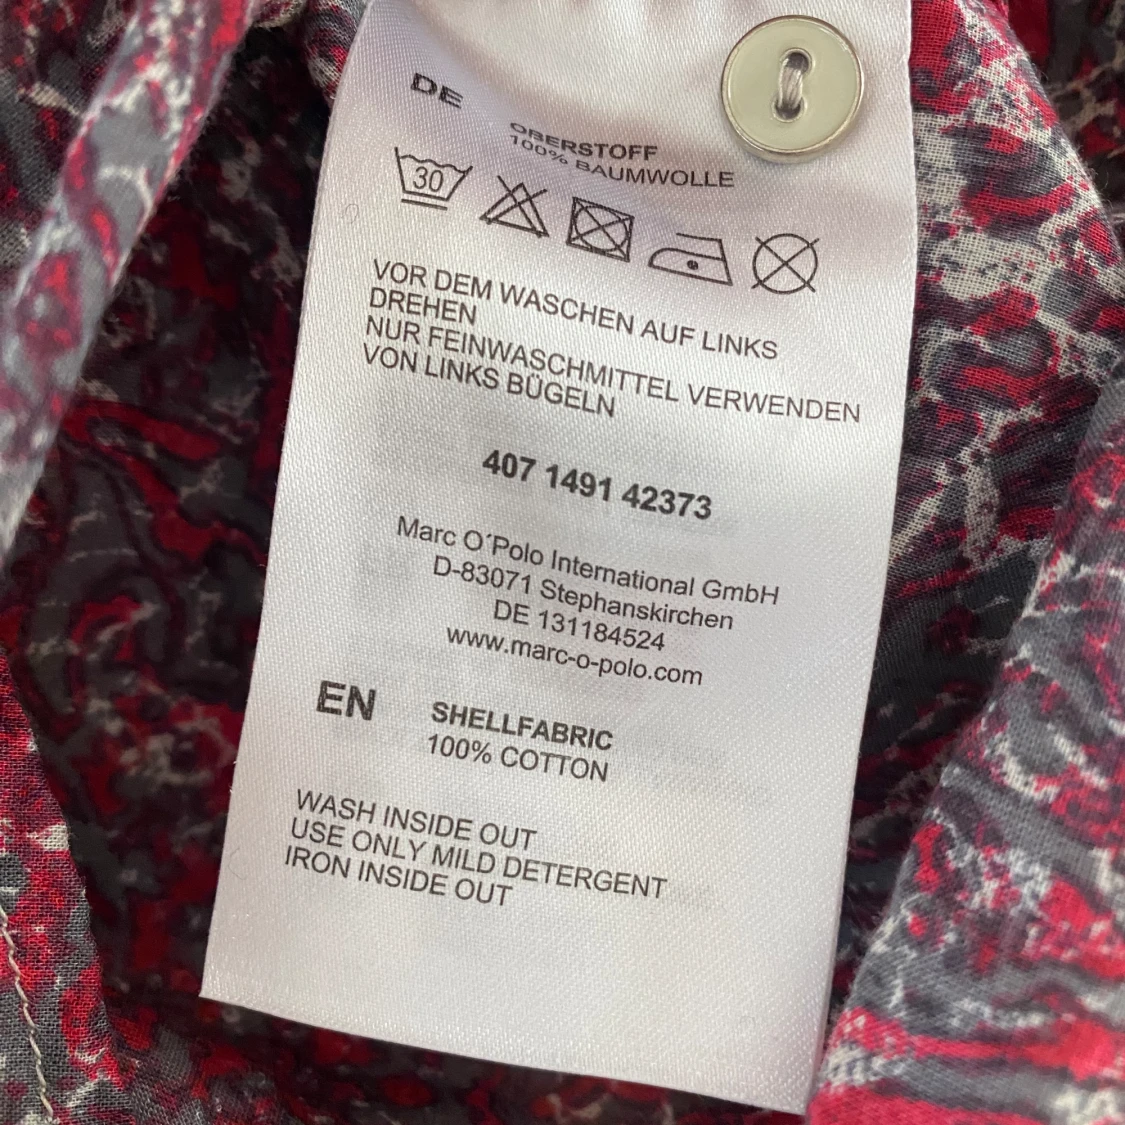 DE
OBERSTOFF
100% BAUMWOLLE
30
VOR DEM WASCHEN AUF LINKS
DREHEN
NUR FEINWASCHMITTEL VERWENDEN
VON LINKS BÜGELN
407 1491 42373
Marc O´Polo International GmbH
D-83071 Stephanskirchen
DE 131184524
www.marc-o-polo.com
EN
SHELLFABRIC
100% COTTON
WASH INSIDE OUT
USE ONLY MILD DETERGENT
IRON INSIDE OUT